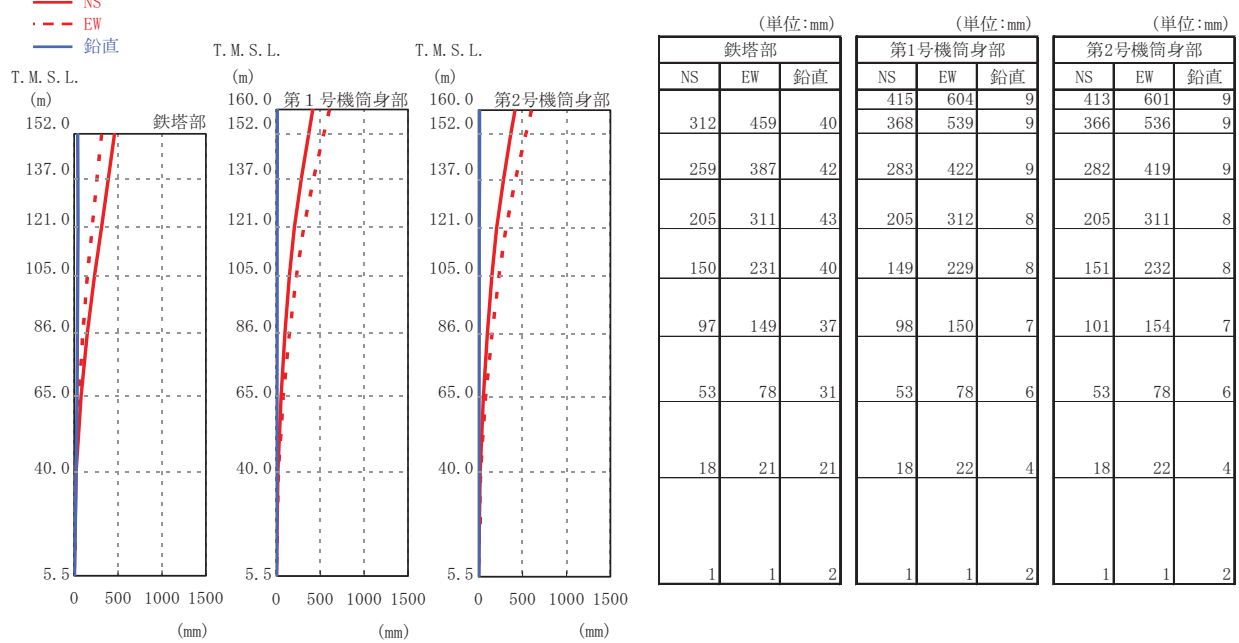 NS
EW
鉛直
T.M.S.L.
(m)
鉄塔部
152.0
137.0
121.0
105.0
86.0
65.0
40.0
5.5
0 500 1000 1500
(mm)
T.M.S.L.
(m)
160.0 第1号機筒身部
152.0
137.0
121.0
105.0
86.0
65.0
40.0
5.5
0 500 1000 1500
(mm)
T.M.S.L.
(m)
160.0 第2号機筒身部
152.0
137.0
121.0
105.0
86.0
65.0
40.0
5.5
0 500 1000 1500
(mm)
(単位:mm)
鉄塔部
NS EW 鉛直
312 459 40
259 387 42
205 311 43
150 231 40
97 149 37
53 78 31
18 21 21
1 1 2
(単位:mm)
第1号機筒身部
NS EW 鉛直
415 604 9
368 539 9
283 422 9
205 312 8
149 229 8
98 150 7
53 78 6
18 22 4
1 1 2
(単位:mm)
第2号機筒身部
NS EW 鉛直
413 601 9
366 536 9
282 419 9
205 311 8
151 232 8
101 154 7
53 78 6
18 22 4
1 1 2